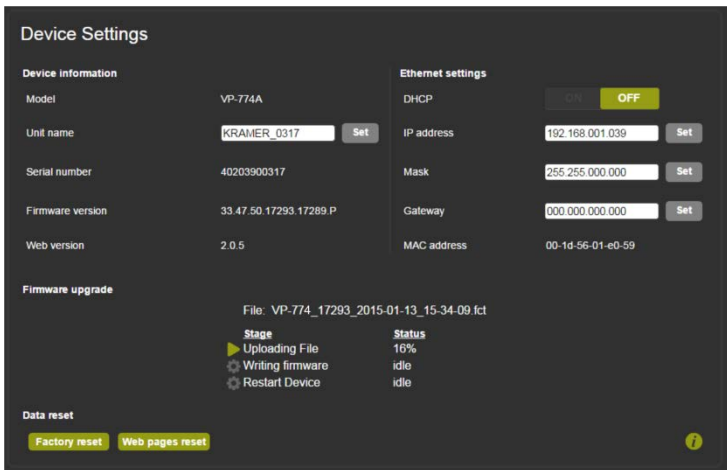 Device Settings
Device information
Model VP-774A
Unit name KRAMER_0317 Set
Serial number 40203900317
Firmware version 33.47.50.17293.17289.P
Web version 2.0.5
Ethernet settings
DHCP ON OFF
IP address 192.168.001.039 Set
Mask 255.255.000.000 Set
Gateway 000.000.000.000 Set
MAC address 00-1d-56-01-e0-59
Firmware upgrade
File: VP-774_17293_2015-01-13_15-34-09.fct
Stage Status
Uploading File 16%
Writing firmware idle
Restart Device idle
Data reset
Factory reset Web pages reset
i